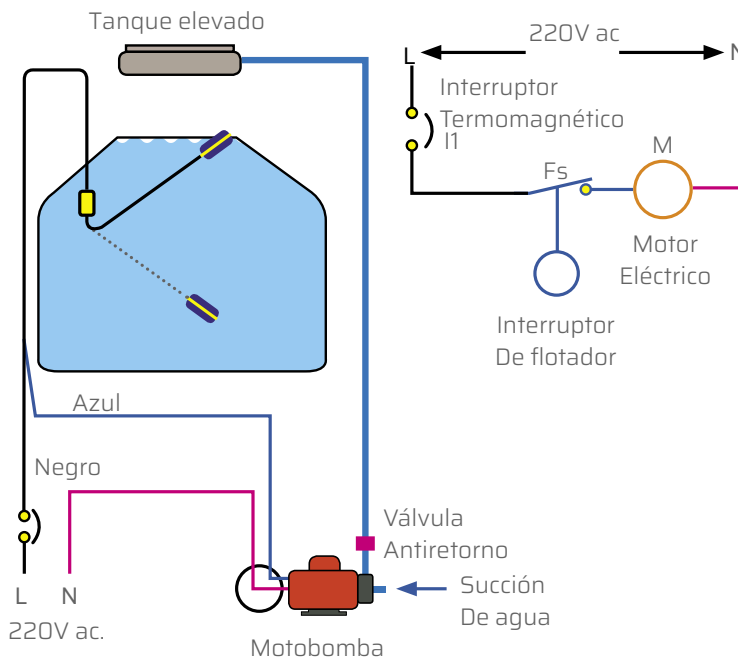 Tanque elevado
220V ac
L
N
Interruptor
Termomagnético
I1
Fs
M
Motor
Eléctrico
Interruptor
De flotador
Azul
Negro
Válvula
Antiretorno
L N
220V ac.
Succión
De agua
Motobomba